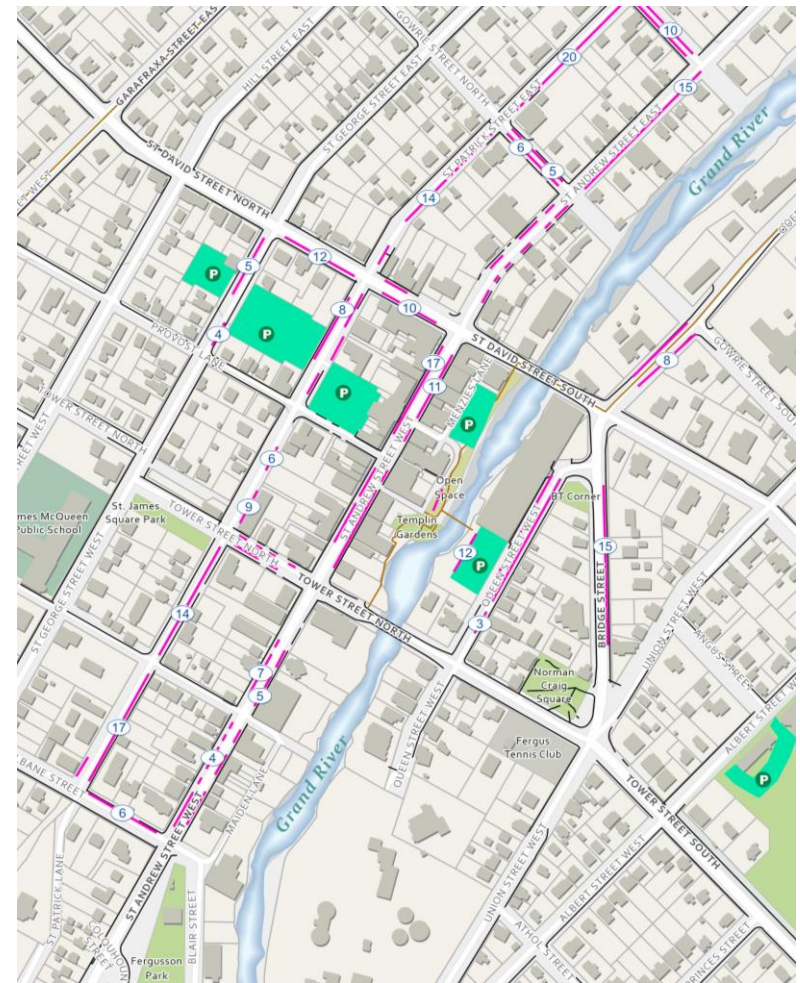 GARAFRAXA STREET EAST
HILL STREET EAST
GOWRIE STREET NORTH
10
20
15
ST GEORGE STREET EAST
ST PATRICK STREET EAST
6
5
ST DAVID STREET NORTH
14
ST ANDREW STREET EAST
Grand River
P
5
12
8
10
P
4
PROVOST LANE
17
11
ST DAVID STREET SOUTH
8
GOWRIE STREET SOUTH
TOWER STREET NORTH
P
MENZIES LANE
P
6
ST ANDREW STREET WEST
Open
Space
BT Corner
St. James
Square Park
9
Templin
Gardens
12
P
QUEEN STREET WEST
15
BRIDGE STREET
Public School
TOWER STREET NORTH
TOWER STREET NORTH
3
UNION STREET WEST
ST GEORGE STREET WEST
14
7
5
Norman
Craig
Square
ALBERT STREET
17
4
QUEEN STREET WEST
Fergus
Tennis Club
P
6
ST ANDREW STREET WEST
MAIDEN LANE
Grand River
TOWER STREET SOUTH
ST PATRICK LANE
BLAIR STREET
UNION STREET WEST
ALBERT STREET WEST
ATHOL STREET
Fergusson
Park